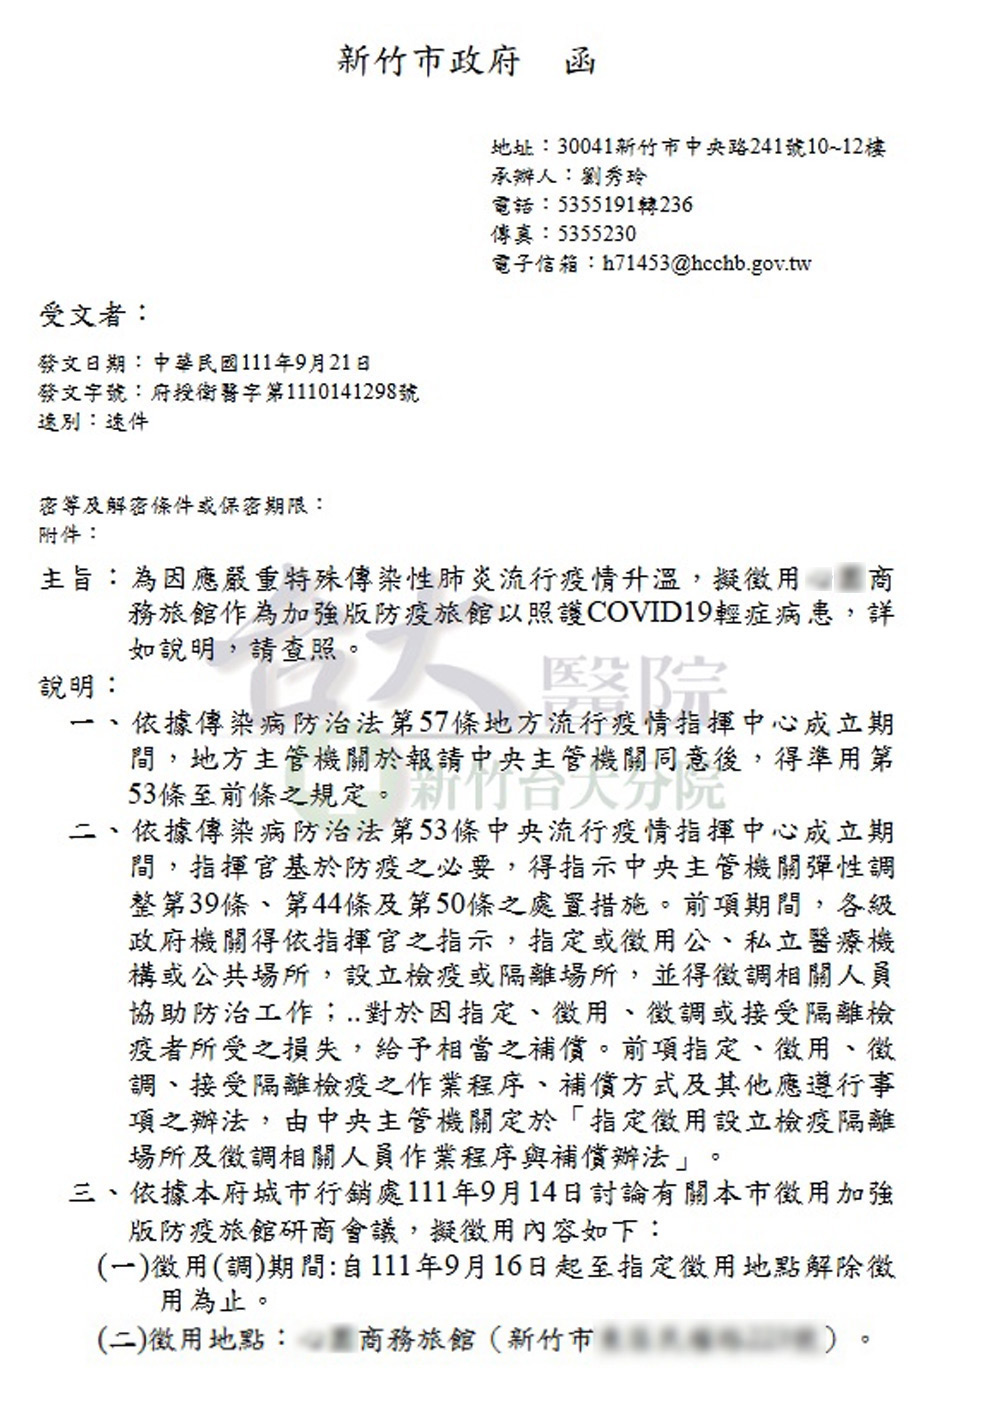 新竹市政府 函
地址：30041新竹市中央路241號10~12樓
承辦人：劉秀玲
電話：5355191轉236
傳真：5355230
電子信箱：h71453@hcchb.gov.tw
受文者：
發文日期：中華民國111年9月21日
發文字號：府授衛醫字第1110141298號
速別：速件
密等及解密條件或保密期限：
附件：
主旨：為因應嚴重特殊傳染性肺炎流行疫情升溫，擬徵用商
務旅館作為加強版防疫旅館以照護COVID19輕症病患，詳
如說明，請查照。
台大醫院
說明：
一、依據傳染病防治法第57條地方流行疫情指揮中心成立期
間，地方主管機關於報請中央主管機關同意後，得準用第
新竹台大分院
53條至前條之規定。
二、依據傳染病防治法第53條中央流行疫情指揮中心成立期
間，指揮官基於防疫之必要，得指示中央主管機關彈性調
整第39條、第44條及第50條之處置措施。前項期間，各級
政府機關得依指揮官之指示，指定或徵用公、私立醫療機
構或公共場所，設立檢疫或隔離場所，並得徵調相關人員
協助防治工作；..對於因指定、徵用、徵調或接受隔離檢
疫者所受之損失，給予相當之補償。前項指定、徵用、徵
調、接受隔離檢疫之作業程序、補償方式及其他應遵行事
項之辦法，由中央主管機關定於「指定徵用設立檢疫隔離
場所及徵調相關人員作業程序與補償辦法」。
三、依據本府城市行銷處111年9月14日討論有關本市徵用加強
版防疫旅館研商會議，擬徵用內容如下：
(一)徵用(調)期間:自111年9月16日起至指定徵用地點解除徵
用為止。
(二)徵用地點：商務旅館（新竹市）。